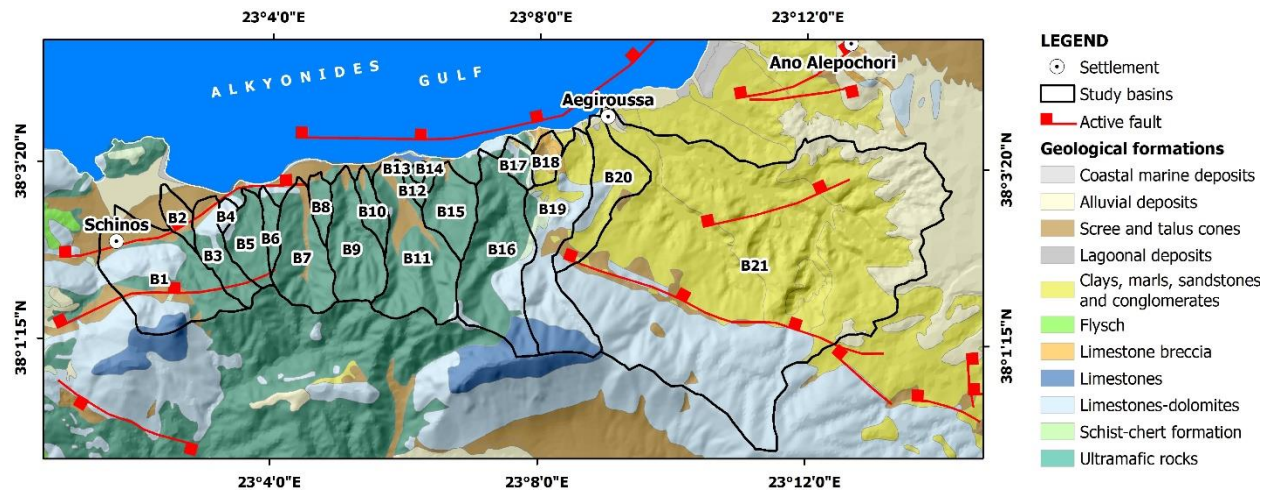 23°4'0"E 23°8'0"E 23°12'0"E
ALKYONIDES GULF
Ano Alepochori
Aegiroussa
38°3'20"N
38°3'20"N
B13 B14 B17 B18
B12
B2 B4 B8 B10 B15 B19 B20
Schinos
B3 B5 B6 B7 B9 B11 B16
B1 B21
38°1'15"N
38°1'15"N
23°4'0"E 23°8'0"E 23°12'0"E
LEGEND
Settlement
Study basins
Active fault
Geological formations
Coastal marine deposits
Alluvial deposits
Scree and talus cones
Lagoonal deposits
Clays, marls, sandstones
and conglomerates
Flysch
Limestone breccia
Limestones
Limestones-dolomites
Schist-chert formation
Ultramafic rocks